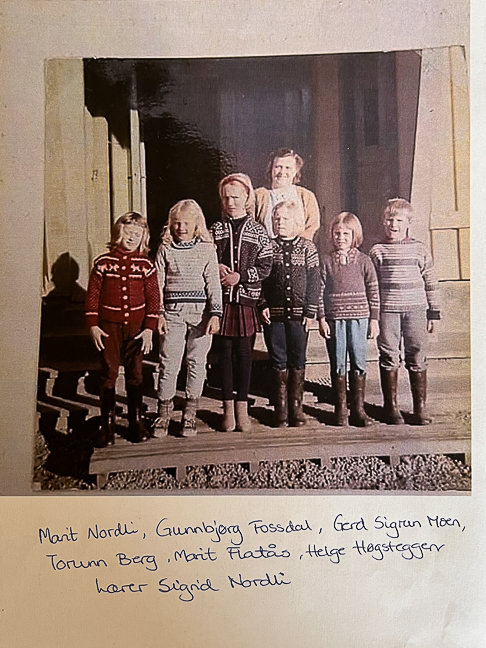 Marit Nordli, Gunnbjørg Fossdal, Gerd Sigrun Moen,
Torunn Berg, Marit Flatås, Helge Høgsteggen
Lærer Sigrid Nordli